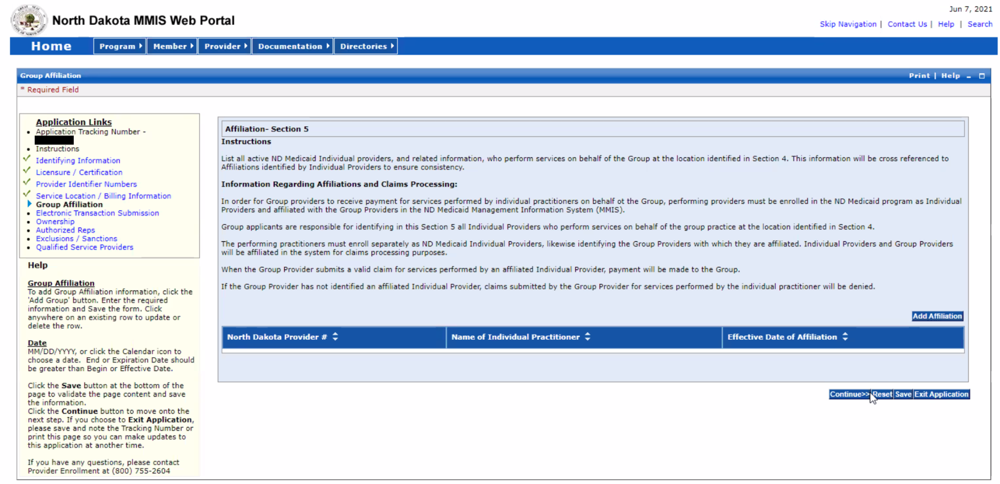 Jun 7, 2021
North Dakota MMIS Web Portal
Skip Navigation | Contact Us | Help | Search
Home Program Member Provider Documentation Directories
Group Affiliation Print | Help
* Required Field
Application Links
Application Tracking Number -
Instructions
Identifying Information
Licensure / Certification
Provider Identifier Numbers
Service Location / Billing Information
Group Affiliation
Electronic Transaction Submission
Ownership
Authorized Reps
Exclusions / Sanctions
Qualified Service Providers
Help
Group Affiliation
To add Group Affiliation information, click the
'Add Group' button. Enter the required
information and Save the form. Click
anywhere on an existing row to update or
delete the row.
Date
MM/DD/YYYY, or click the Calendar icon to
choose a date. End or Expiration Date should
be greater than Begin or Effective Date.
Click the Save button at the bottom of the
page to validate the page content and save
the information.
Click the Continue button to move onto the
next step. If you choose to Exit Application,
please save and note the Tracking Number or
print this page so you can make updates to
this application at another time.
If you have any questions, please contact
Provider Enrollment at (800) 755-2604
Affiliation- Section 5
Instructions
List all active ND Medicaid Individual providers, and related information, who perform services on behalf of the Group at the location identified in Section 4. This information will be cross referenced to
Affiliations identified by Individual Providers to ensure consistency.
Information Regarding Affiliations and Claims Processing:
In order for Group providers to receive payment for services performed by individual practitioners on behalf ot the Group, performing providers must be enrolled in the ND Medicaid program as Individual
Providers and affiliated with the Group Providers in the ND Medicaid Management Information System (MMIS).
Group applicants are responsible for identifying in this Section 5 all Individual Providers who perform services on behalf of the group practice at the location identified in Section 4.
The performing practitioners must enroll separately as ND Medicaid Individual Providers, likewise identifying the Group Providers with which they are affiliated. Individual Providers and Group Providers
will be affiliated in the system for claims processing purposes.
When the Group Provider submits a valid claim for services performed by an affiliated Individual Provider, payment will be made to the Group.
If the Group Provider has not identified an affiliated Individual Provider, claims submitted by the Group Provider for services performed by the individual practitioner will be denied.
Add Affiliation
North Dakota Provider # Name of Individual Practitioner Effective Date of Affiliation
Continue>> Reset Save Exit Application